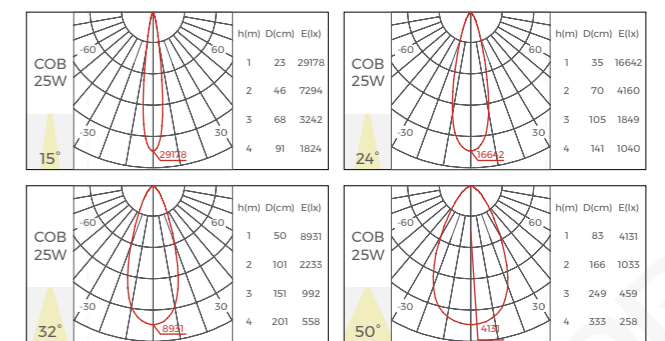 h(m) D(cm) E(lx)
-60 60
COB
25W
1 23 29178
2 46 7294
3 68 3242
-30 30
4 91 1824
15° 29178
h(m) D(cm) E(lx)
-60 60
COB
25W
1 35 16642
2 70 4160
3 105 1849
-30 30
4 141 1040
24° 16642
h(m) D(cm) E(lx)
-60 60
COB
25W
1 50 8931
2 101 2233
3 151 992
-30 30
4 201 558
32° 8931
h(m) D(cm) E(lx)
-60 60
COB
25W
1 83 4131
2 166 1033
3 249 459
-30 30
4 333 258
50° 4131